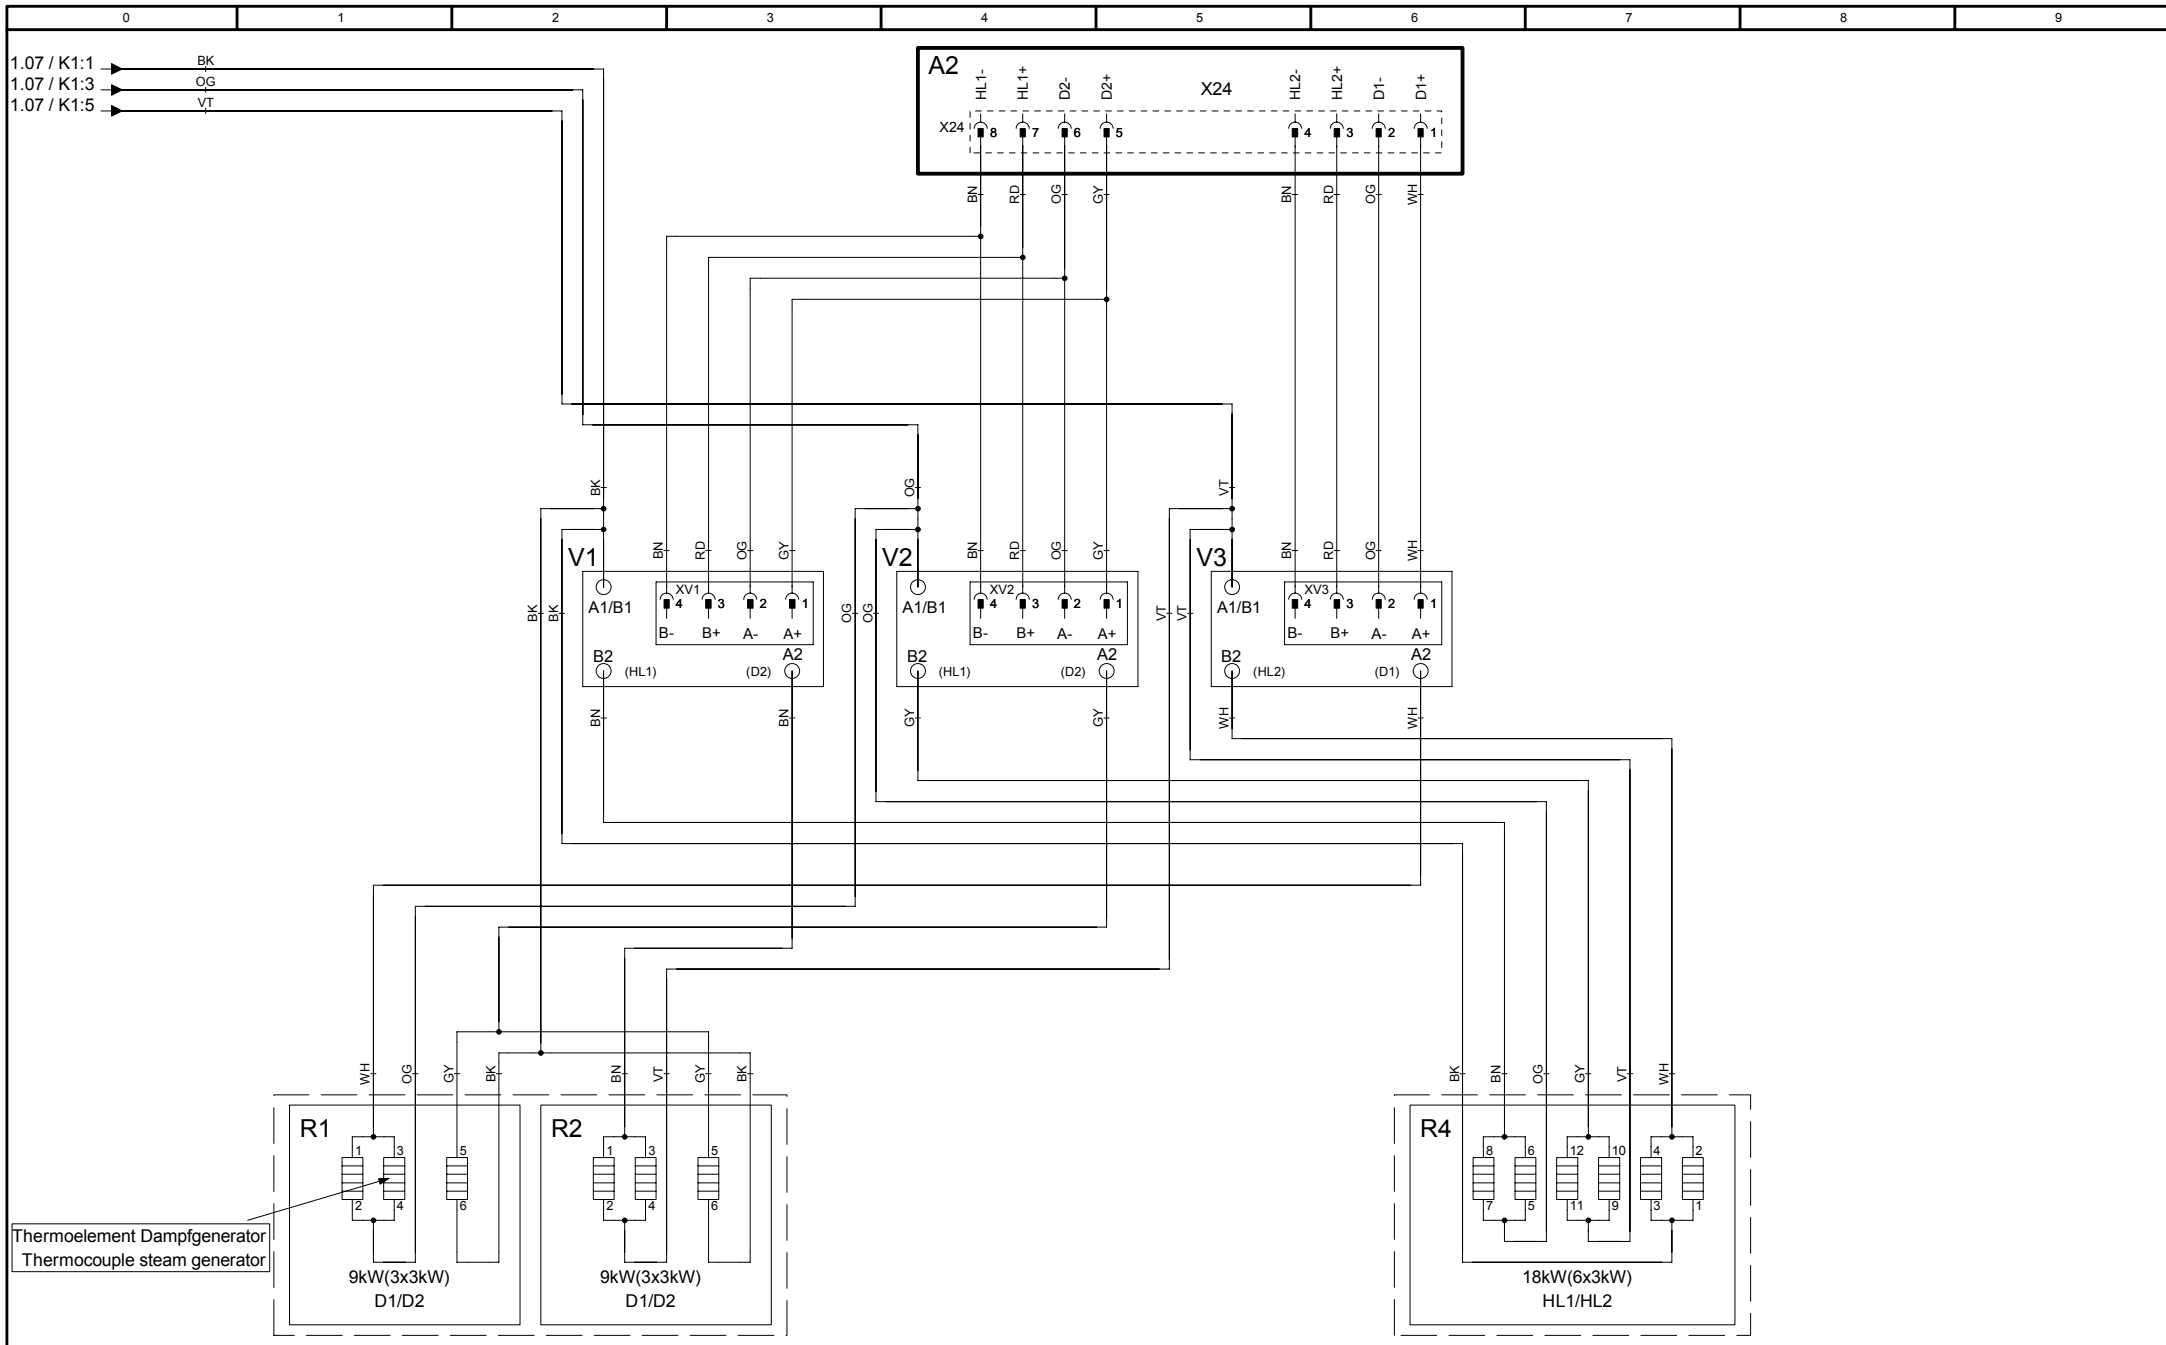 0 1 2 3 4 5 6 7 8 9
1.07 / K1:1 BK
1.07 / K1:3 OG
1.07 / K1:5 VT
A2
HL1- HL1+ D2- D2+ X24 HL2- HL2+ D1- D1+
X24 8 7 6 5 4 3 2 1
BN RD OG GY BN RD OG WH
BK OG VT
V1 BN RD OG GY V2 BN RD OG GY V3 BN RD OG WH
A1/B1 XV1 4 3 2 1 A1/B1 XV2 4 3 2 1 A1/B1 XV3 4 3 2 1
BK BK OG OG VT VT
B- B+ A- A+ B- B+ A- A+ B- B+ A- A+
B2 (HL1) (D2) A2 B2 (HL1) (D2) A2 B2 (HL2) (D1) A2
BN BN GY GY WH WH
WH OG GY BK BN VT GY BK BK BN OG GY VT WH
R1 R2 R4
1 3 5 1 3 5 8 6 12 10 4 2
2 4 6 2 4 6 7 5 11 9 3 1
Thermoelement Dampfgenerator
Thermocouple steam generator
9kW(3x3kW) 9kW(3x3kW) 18kW(6x3kW)
D1/D2 D1/D2 HL1/HL2